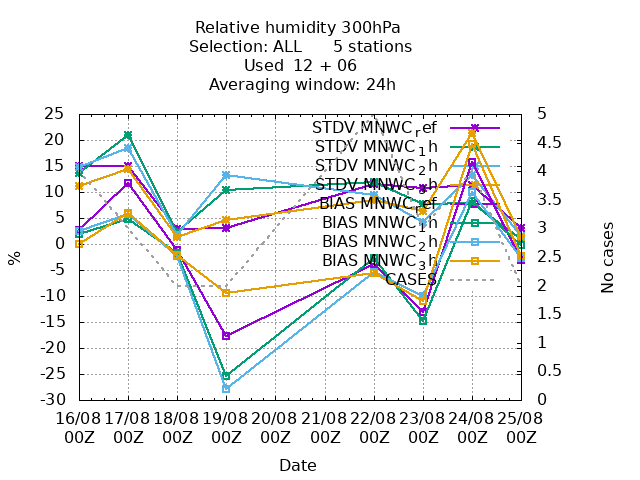 Relative humidity 300hPa
Selection: ALL 5 stations
Used 12 + 06
Averaging window: 24h
STDV MNWC_ref
STDV MNWC_1h
STDV MNWC_2h
STDV MNWC_3h
BIAS MNWC_ref
BIAS MNWC_1h
BIAS MNWC_2h
BIAS MNWC_3h
CASES
25
20
15
10
5
0
-5
-10
-15
-20
-25
-30
%
5
4.5
4
3.5
3
2.5
2
1.5
1
0.5
0
No cases
16/08 17/08 18/08 19/08 20/08 21/08 22/08 23/08 24/08 25/08
00Z 00Z 00Z 00Z 00Z 00Z 00Z 00Z 00Z 00Z
Date